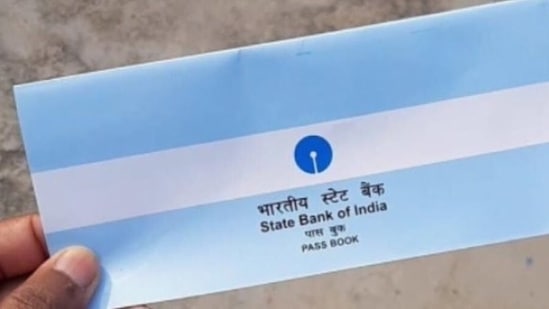 भारतीय स्टेट बैंक
State Bank of India
पास बुक
PASS BOOK